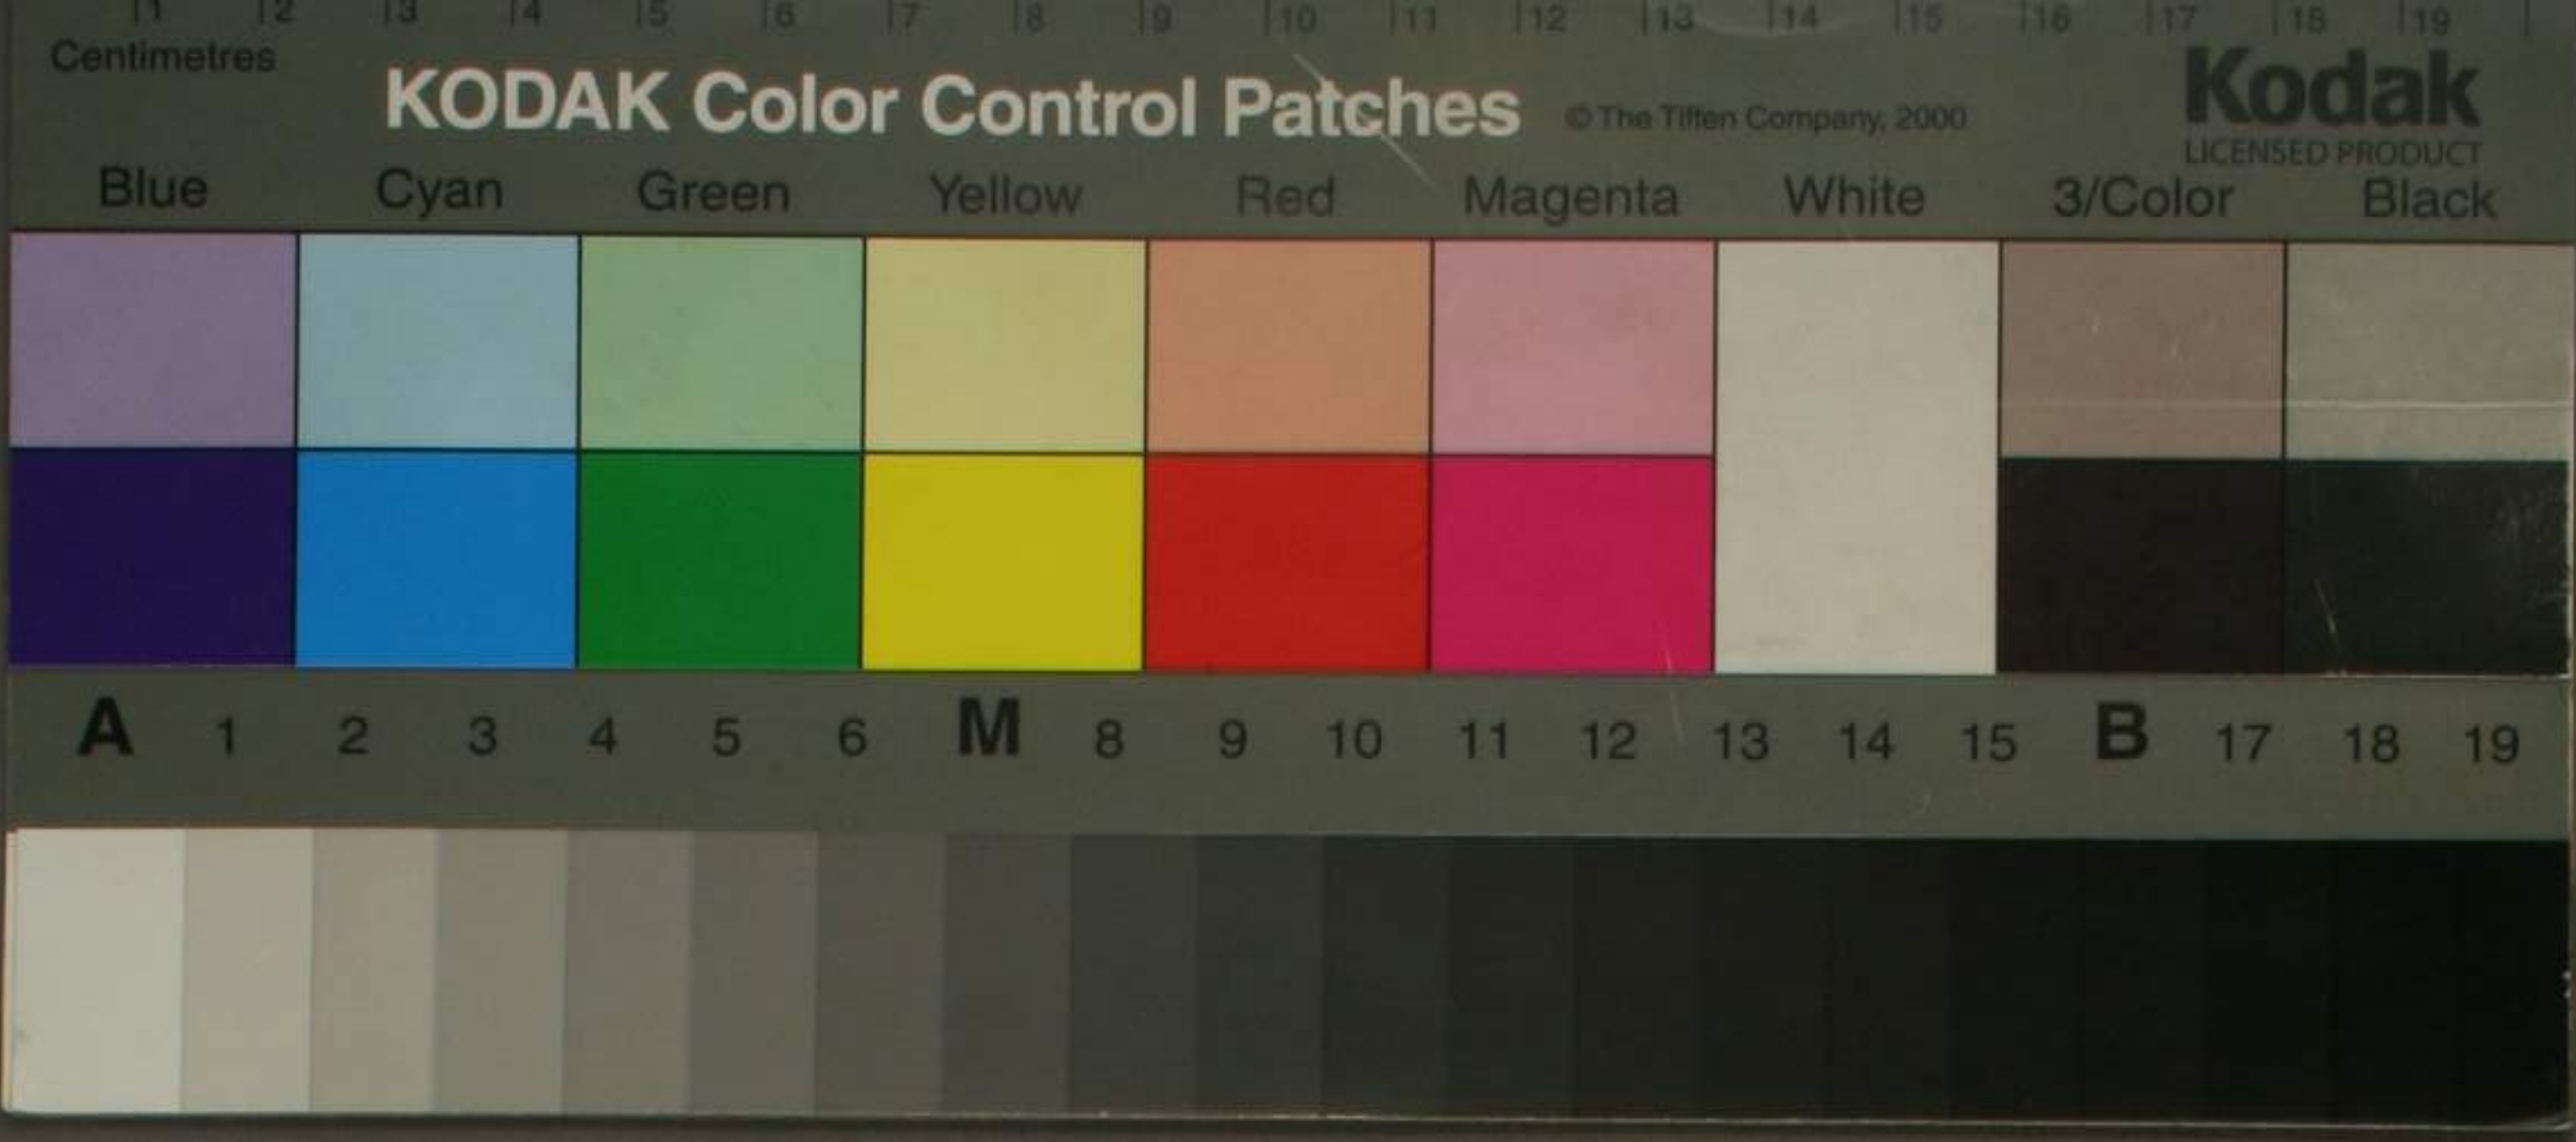 1 2 3 4 5 6 7 8 9 10 11 12 13 14 15 16 17 18 19
Centimetres
KODAK Color Control Patches
© The Tiffen Company, 2000
Kodak
LICENSED PRODUCT
Blue Cyan Green Yellow Red Magenta White 3/Color Black
A 1 2 3 4 5 6 M 8 9 10 11 12 13 14 15 B 17 18 19